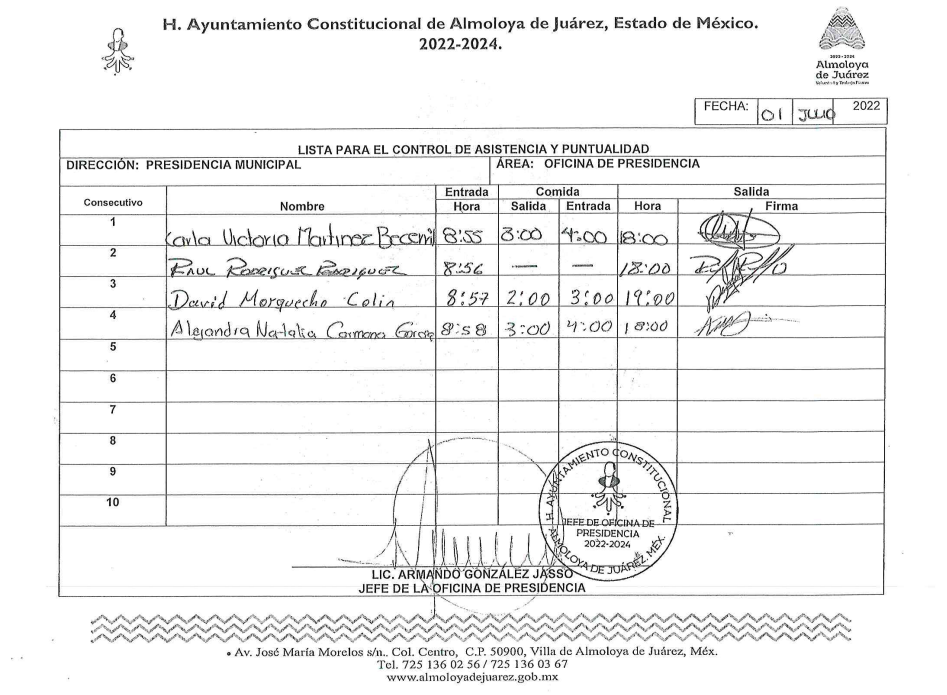 H. Ayuntamiento Constitucional de Almoloya de Juárez, Estado de México.
2022-2024.
2022 - 2024
Almoloya
de Juárez
FECHA: 01 JULIO 2022
LISTA PARA EL CONTROL DE ASISTENCIA Y PUNTUALIDAD
DIRECCIÓN: PRESIDENCIA MUNICIPAL ÁREA: OFICINA DE PRESIDENCIA
Consecutivo Nombre Entrada Hora Comida Salida Entrada Salida Hora Firma
1 Carla Victoria Martinez Becerril 8:55 3:00 4:00 18:00
2 RAUL RODRIGUEZ RODRIGUEZ 8:56 — — 18:00
3 David Morquecho Colin 8:57 2:00 3:00 19:00
4 Alejandra Natalia Carmona García 8:58 3:00 4:00 18:00
5
6
7
8
9
10
H. AYUNTAMIENTO CONSTITUCIONAL
JEFE DE OFICINA DE
PRESIDENCIA
2022-2024
ALMOLOYA DE JUÁREZ, MÉX.
LIC. ARMANDO GONZÁLEZ JASSO
JEFE DE LA OFICINA DE PRESIDENCIA
• Av. José María Morelos s/n., Col. Centro, C.P. 50900, Villa de Almoloya de Juárez, Méx.
Tel. 725 136 02 56 / 725 136 03 67
www.almoloyadejuarez.gob.mx